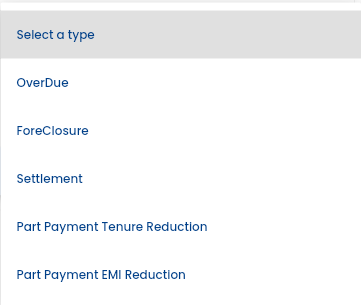 Select a type
OverDue
ForeClosure
Settlement
Part Payment Tenure Reduction
Part Payment EMI Reduction